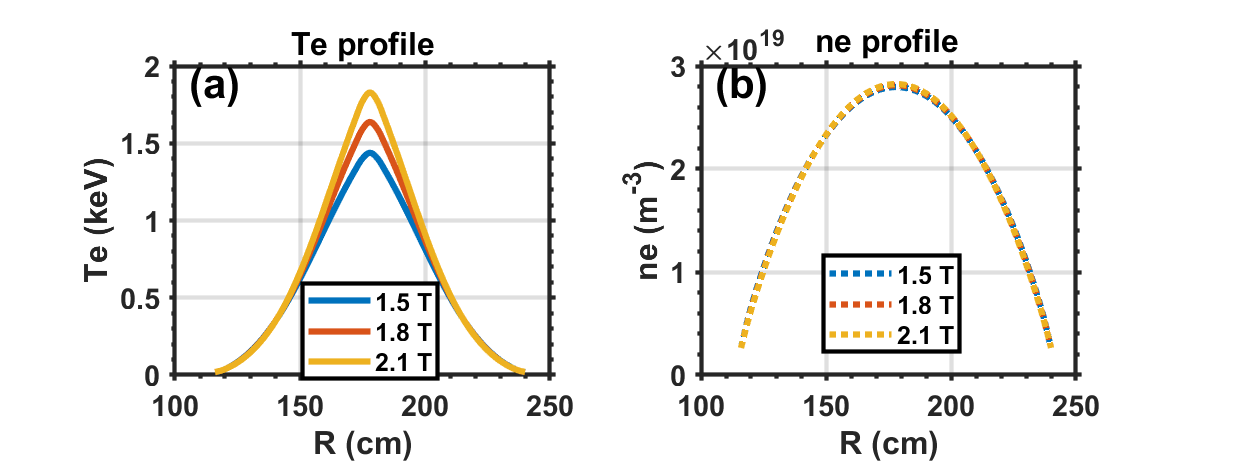 Te profile
(a)
2
1.5
1
0.5
0
Te (keV)
1.5 T
1.8 T
2.1 T
100
150
200
250
R (cm)
×10^19
ne profile
(b)
3
2
1
0
ne (m^-3)
1.5 T
1.8 T
2.1 T
100
150
200
250
R (cm)